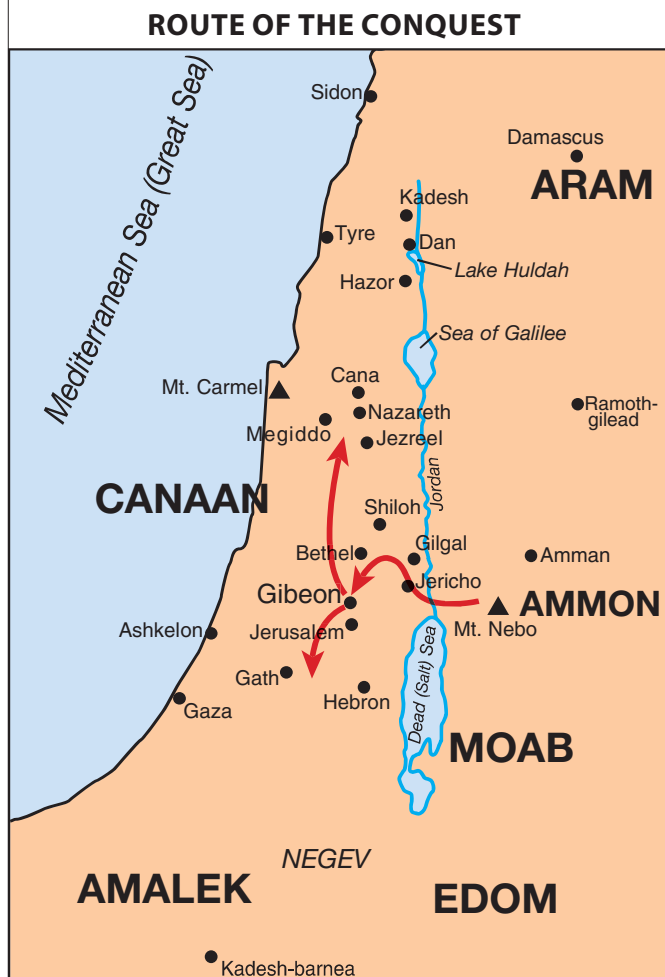 ROUTE OF THE CONQUEST
Mediterranean Sea (Great Sea)
Sidon
Damascus
ARAM
Kadesh
Tyre
Dan
Lake Huldah
Hazor
Sea of Galilee
Mt. Carmel
Cana
Nazareth
Ramoth-
gilead
Megiddo
Jezreel
Jordan
CANAAN
Shiloh
Bethel
Gilgal
Amman
Gibeon
Jericho
AMMON
Ashkelon
Jerusalem
Mt. Nebo
Gath
Hebron
Dead (Salt) Sea
Gaza
MOAB
NEGEV
AMALEK
EDOM
Kadesh-barnea